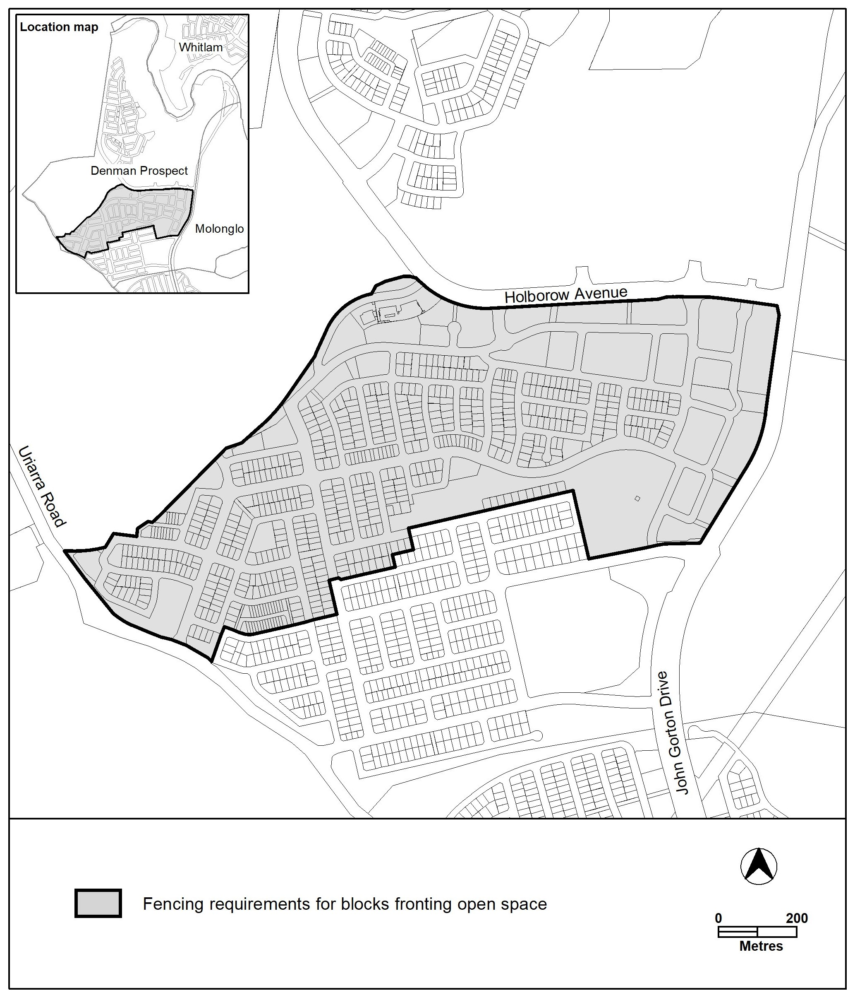 Location map
Whitlam
Denman Prospect
Molonglo
Holborow Avenue
Uriarra Road
John Gorton Drive
Fencing requirements for blocks fronting open space
0 200
Metres